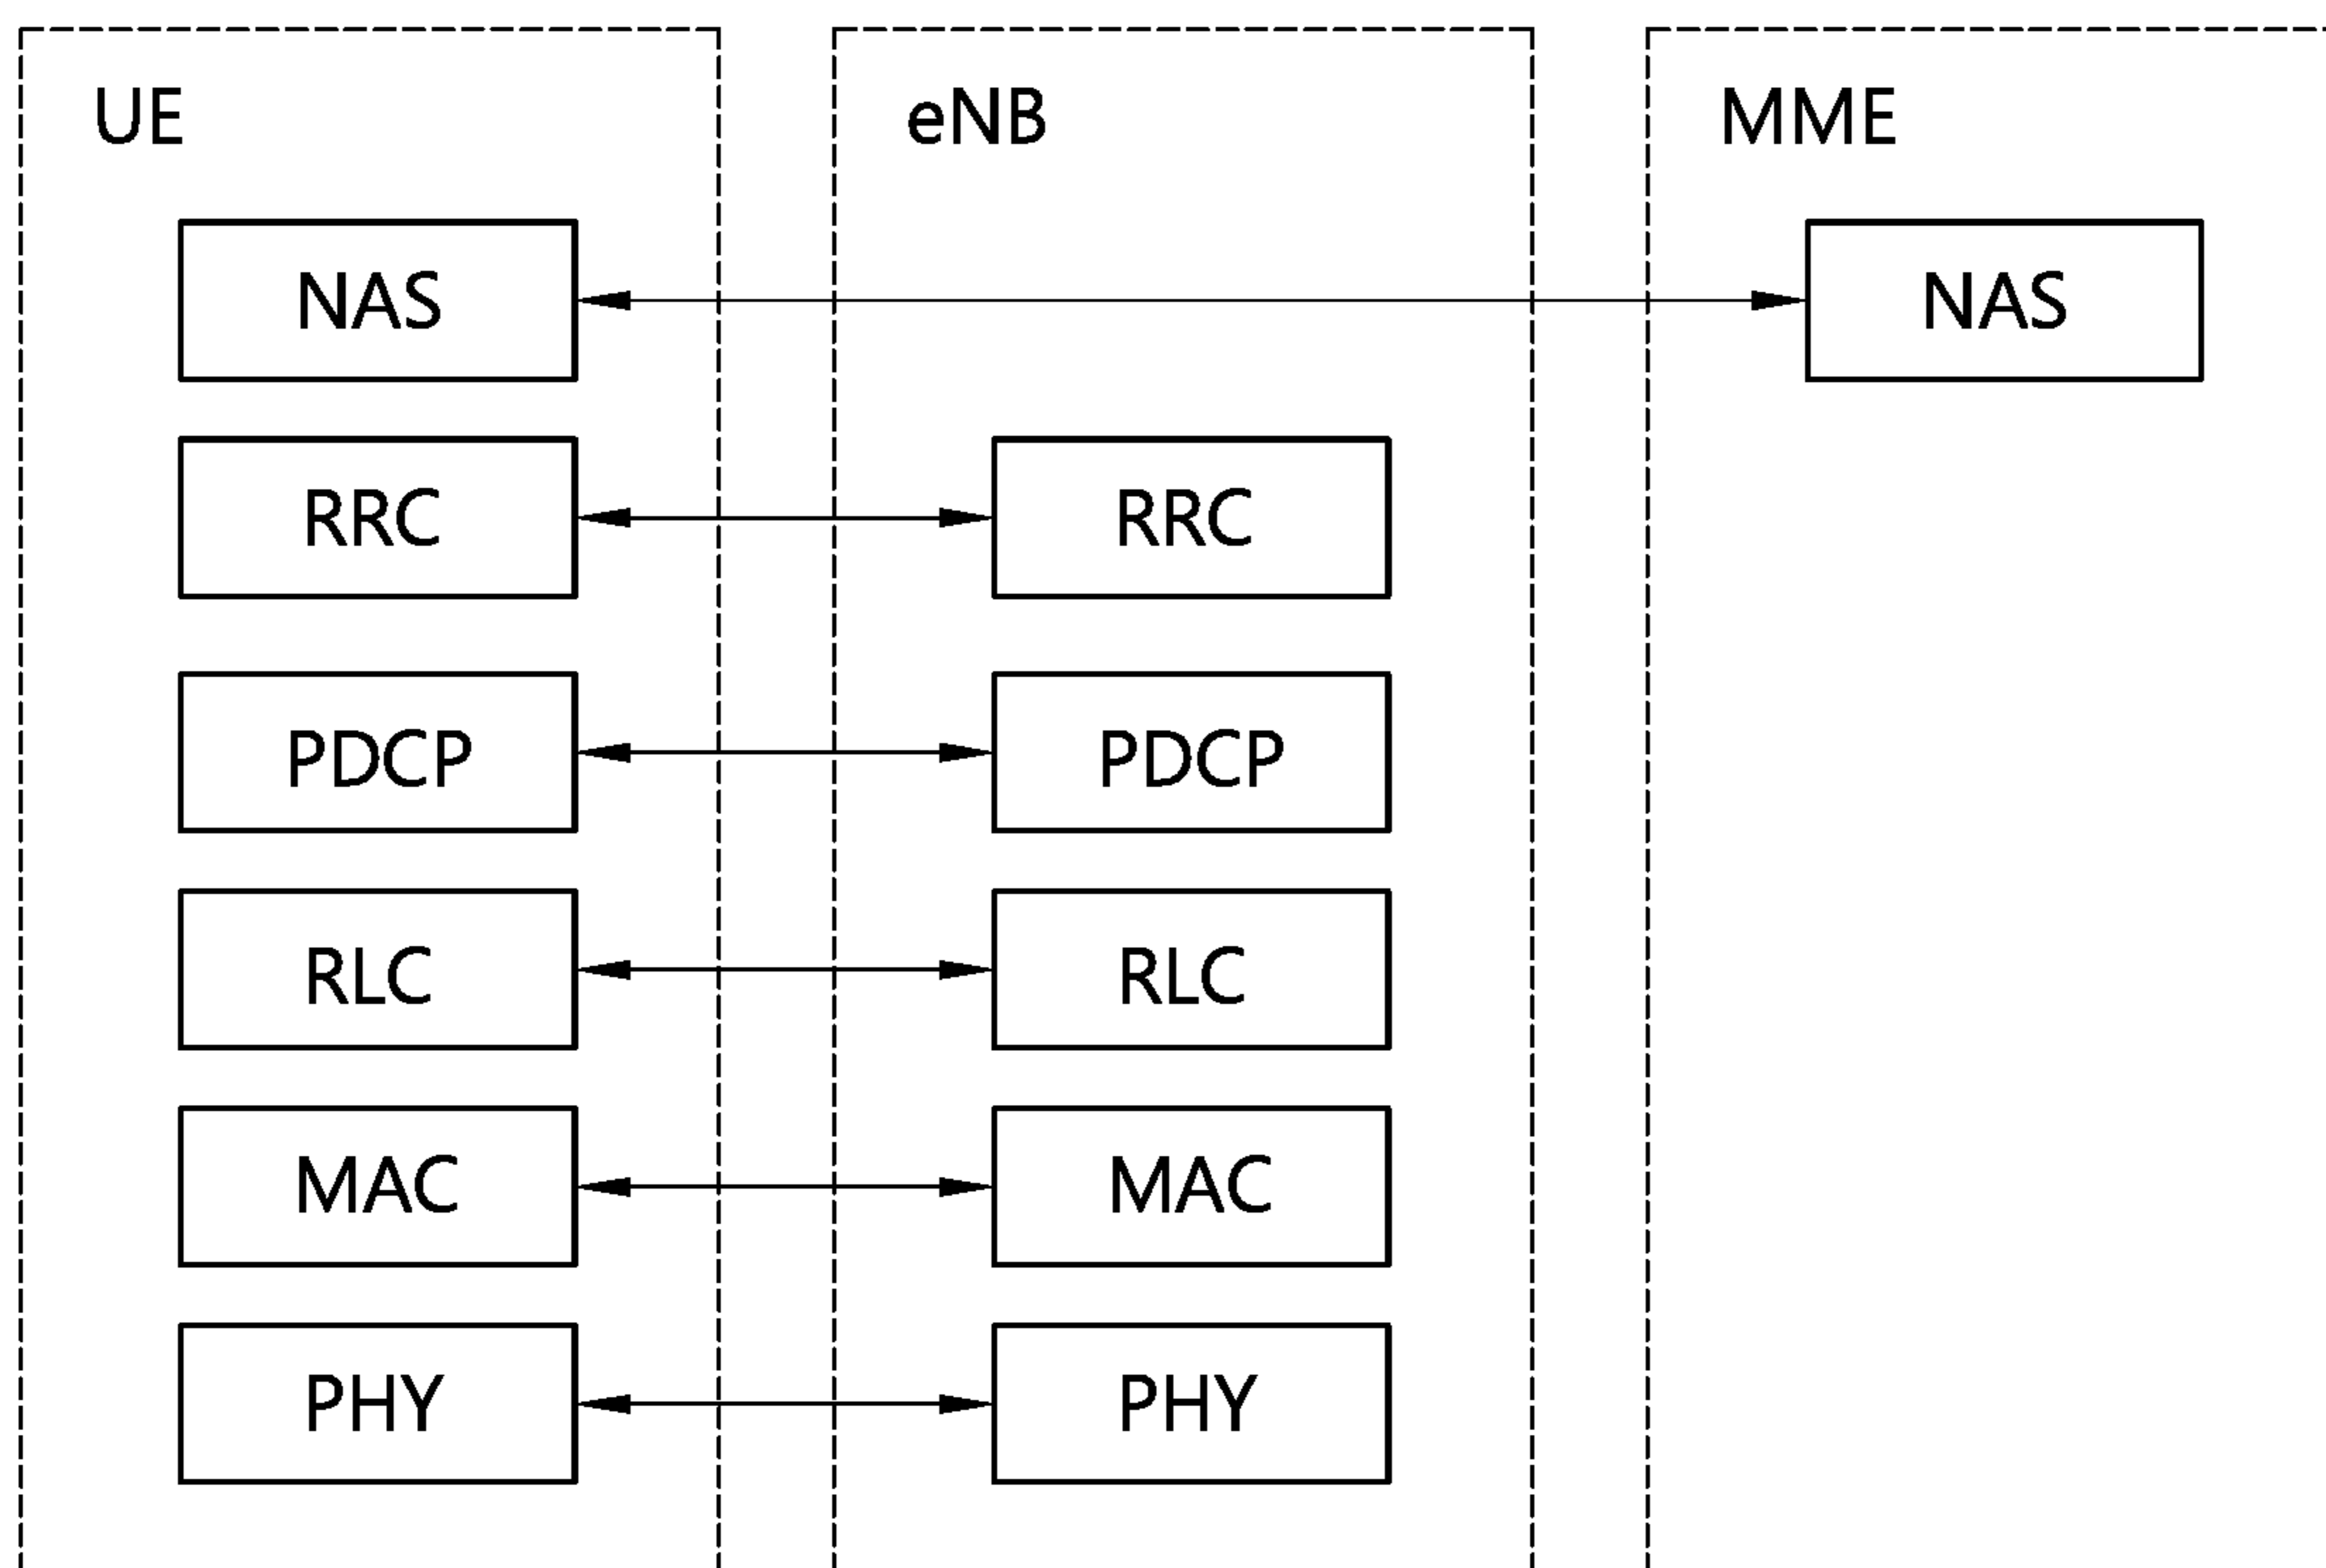 UE eNB MME
NAS NAS
RRC RRC
PDCP PDCP
RLC RLC
MAC MAC
PHY PHY